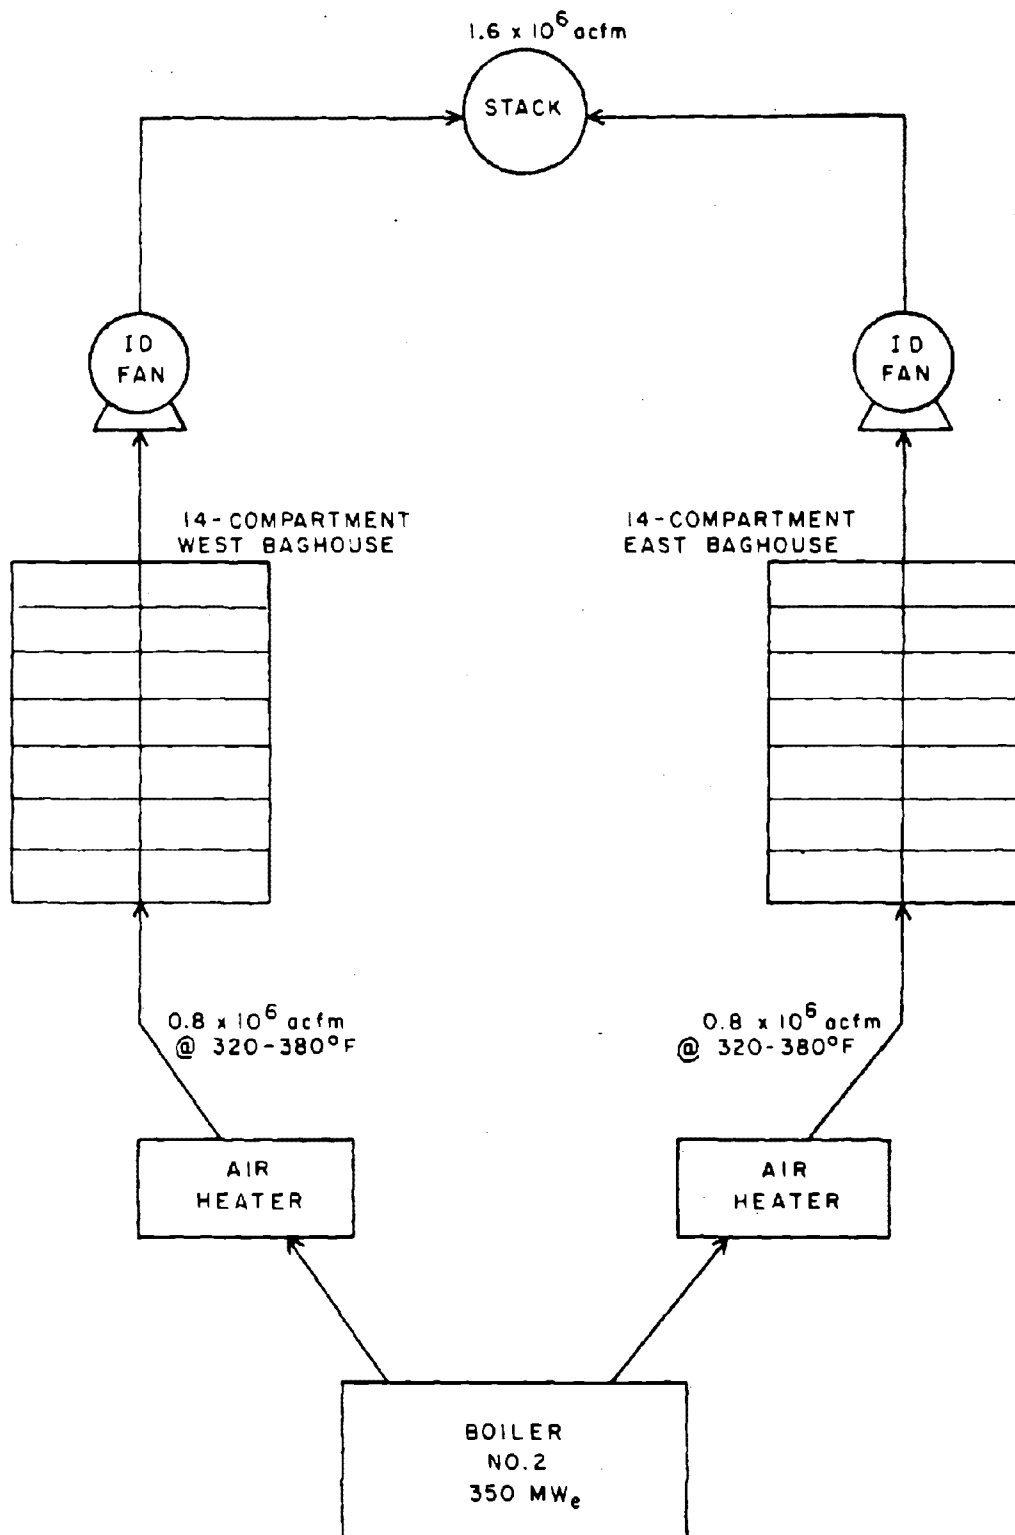 1.6 x 10⁶ acfm
STACK
ID
FAN
ID
FAN
14-COMPARTMENT
WEST BAGHOUSE
14-COMPARTMENT
EAST BAGHOUSE
0.8 x 10⁶ acfm
@ 320-380°F
0.8 x 10⁶ acfm
@ 320-380°F
AIR
HEATER
AIR
HEATER
BOILER
NO.2
350 MWₑ